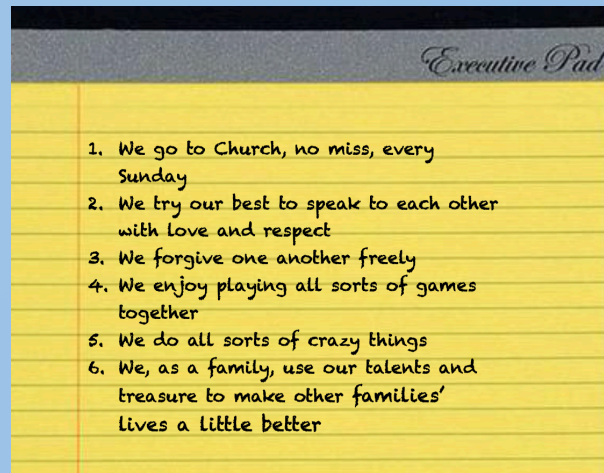 Executive Pad
1. We go to Church, no miss, every
Sunday
2. We try our best to speak to each other
with love and respect
3. We forgive one another freely
4. We enjoy playing all sorts of games
together
5. We do all sorts of crazy things
6. We, as a family, use our talents and
treasure to make other families'
lives a little better